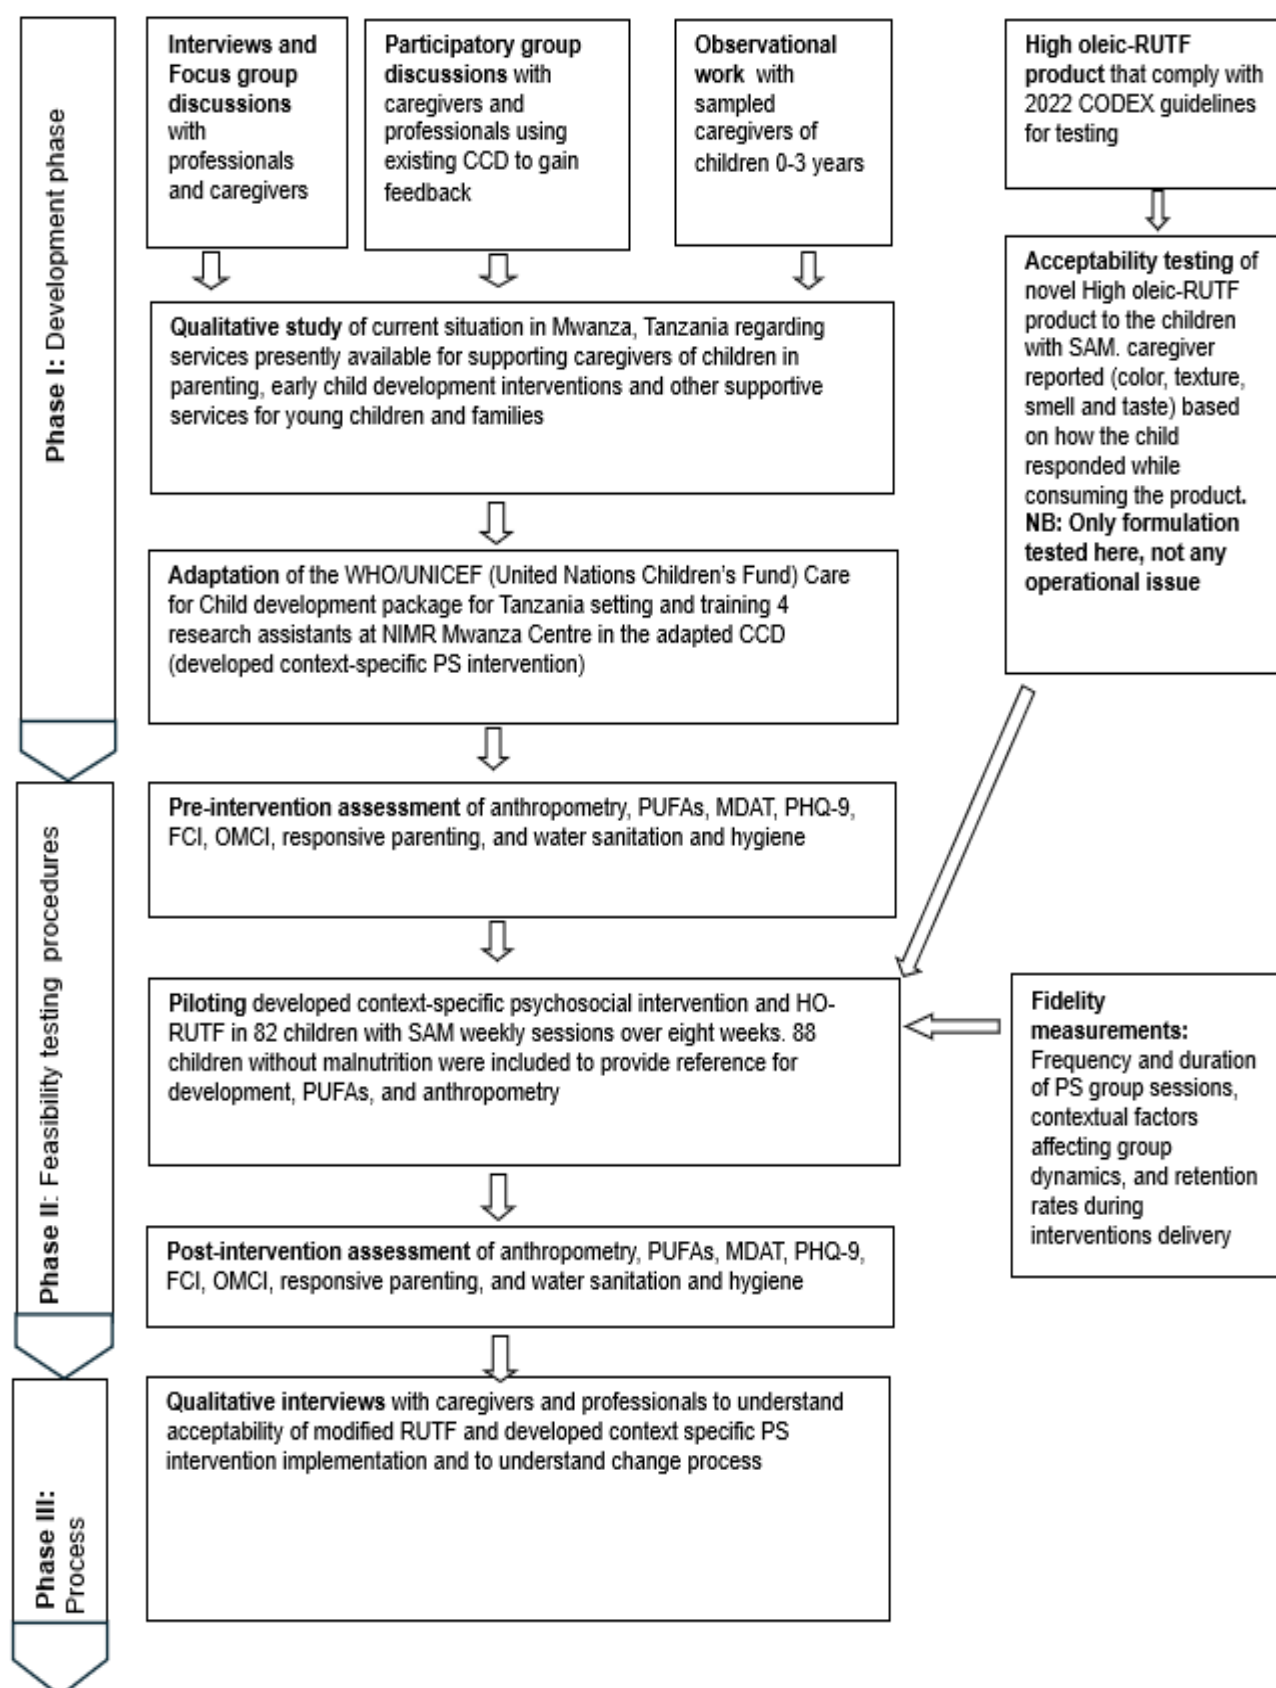 Phase I: Development phase
Interviews and
Focus group
discussions
with
professionals
and caregivers
Participatory group
discussions with
caregivers and
professionals using
existing CCD to gain
feedback
Observational
work with
sampled
caregivers of
children 0-3 years
High oleic-RUTF
product that comply with
2022 CODEX guidelines
for testing
Qualitative study of current situation in Mwanza, Tanzania regarding
services presently available for supporting caregivers of children in
parenting, early child development interventions and other supportive
services for young children and families
Acceptability testing of
novel High oleic-RUTF
product to the children
with SAM. caregiver
reported (color, texture,
smell and taste) based
on how the child
responded while
consuming the product.
NB: Only formulation
tested here, not any
operational issue
Adaptation of the WHO/UNICEF (United Nations Children's Fund) Care
for Child development package for Tanzania setting and training 4
research assistants at NIMR Mwanza Centre in the adapted CCD
(developed context-specific PS intervention)
Phase II: Feasibility testing procedures
Pre-intervention assessment of anthropometry, PUFAs, MDAT, PHQ-9,
FCI, OMCI, responsive parenting, and water sanitation and hygiene
Piloting developed context-specific psychosocial intervention and HO-
RUTF in 82 children with SAM weekly sessions over eight weeks. 88
children without malnutrition were included to provide reference for
development, PUFAs, and anthropometry
Fidelity
measurements:
Frequency and duration
of PS group sessions,
contextual factors
affecting group
dynamics, and retention
rates during
interventions delivery
Post-intervention assessment of anthropometry, PUFAs, MDAT, PHQ-9,
FCI, OMCI, responsive parenting, and water sanitation and hygiene
Phase III:
Process
Qualitative interviews with caregivers and professionals to understand
acceptability of modified RUTF and developed context specific PS
intervention implementation and to understand change process